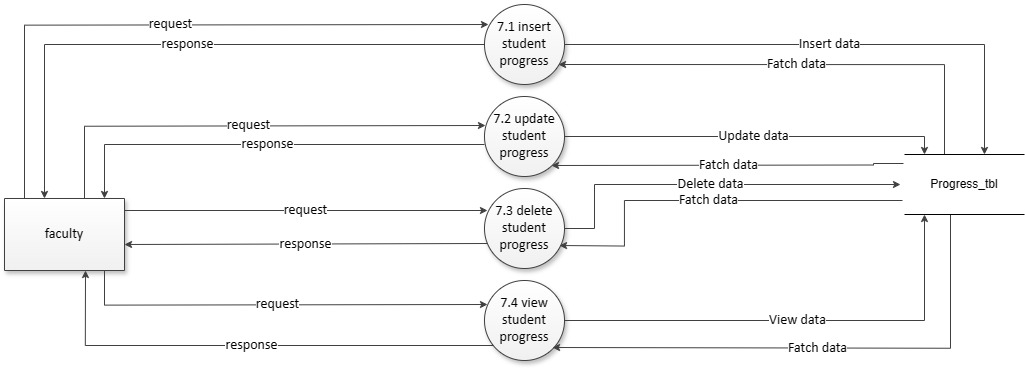 request
7.1 insert
student
progress
response
Insert data
Fatch data
request
7.2 update
student
progress
response
Update data
Fatch data
Progress_tbl
Delete data
Fatch data
request
7.3 delete
student
progress
response
faculty
request
7.4 view
student
progress
response
View data
Fatch data